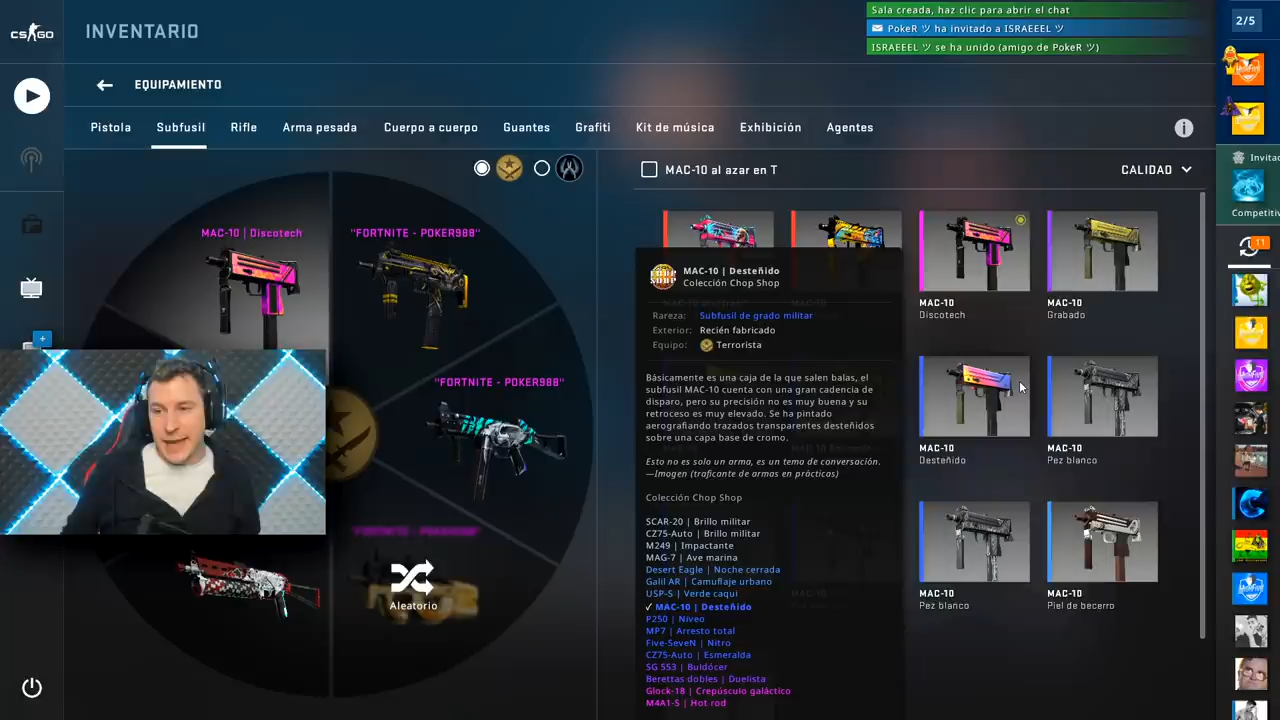 CS:GO
INVENTARIO
Sala creada, haz clic para abrir el chat
PokeR ツ ha invitado a ISRAEEEL ツ
ISRAEEEL ツ se ha unido (amigo de PokeR ツ)
2/5
EQUIPAMIENTO
Pistola
Subfusil
Rifle
Arma pesada
Cuerpo a cuerpo
Guantes
Grafiti
Kit de música
Exhibición
Agentes
MAC-10 al azar en T
CALIDAD
Competitiv
11
MAC-10 | Discotech
"FORTNITE - POKER988"
"FORTNITE - POKER988"
Aleatorio
MAC-10 | Desteñido
Colección Chop Shop
Rareza: Subfusil de grado militar
Exterior: Recién fabricado
Equipo: Terrorista
Básicamente es una caja de la que salen balas, el
subfusil MAC-10 cuenta con una gran cadencia de
disparo, pero su precisión no es muy buena y su
retroceso es muy elevado. Se ha pintado
aerografiando trazados transparentes desteñidos
sobre una capa base de cromo.
Esto no es solo un arma, es un tema de conversación.
—Imogen (traficante de armas en prácticas)
Colección Chop Shop
SCAR-20 | Brillo militar
CZ75-Auto | Brillo militar
M249 | Impactante
MAG-7 | Ave marina
Desert Eagle | Noche cerrada
Galil AR | Camuflaje urbano
USP-S | Verde caqui
✓ MAC-10 | Desteñido
P250 | Níveo
MP7 | Arresto total
Five-SeveN | Nitro
CZ75-Auto | Esmeralda
SG 553 | Buldócer
Berettas dobles | Duelista
Glock-18 | Crepúsculo galáctico
M4A1-S | Hot rod
MAC-10
Discotech
MAC-10
Grabado
MAC-10
Desteñido
MAC-10
Pez blanco
MAC-10
Pez blanco
MAC-10
Piel de becerro